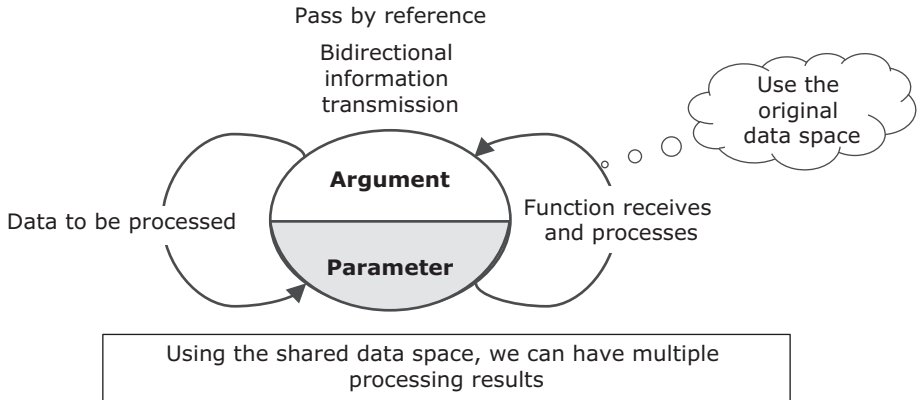 Pass by reference
Bidirectional
information
transmission
Use the
original
data space
Argument
Data to be processed
Function receives
and processes
Parameter
Using the shared data space, we can have multiple
processing results